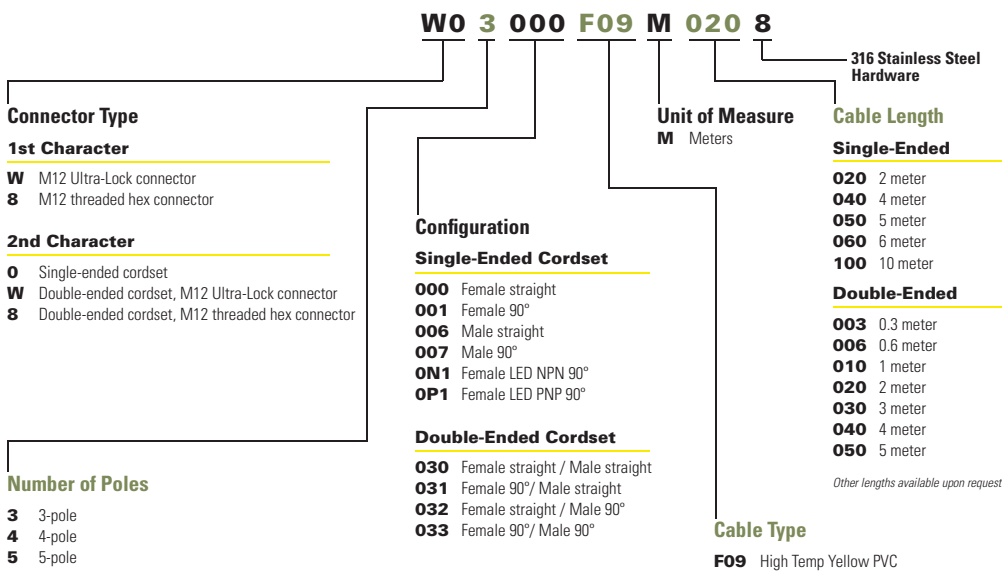 W0 3 000 F09 M 020 8
316 Stainless Steel
Hardware
Connector Type
1st Character
W M12 Ultra-Lock connector
8 M12 threaded hex connector
2nd Character
0 Single-ended cordset
W Double-ended cordset, M12 Ultra-Lock connector
8 Double-ended cordset, M12 threaded hex connector
Number of Poles
3 3-pole
4 4-pole
5 5-pole
Configuration
Single-Ended Cordset
000 Female straight
001 Female 90°
006 Male straight
007 Male 90°
0N1 Female LED NPN 90°
0P1 Female LED PNP 90°
Double-Ended Cordset
030 Female straight / Male straight
031 Female 90°/ Male straight
032 Female straight / Male 90°
033 Female 90°/ Male 90°
Unit of Measure
M Meters
Cable Type
F09 High Temp Yellow PVC
Cable Length
Single-Ended
020 2 meter
040 4 meter
050 5 meter
060 6 meter
100 10 meter
Double-Ended
003 0.3 meter
006 0.6 meter
010 1 meter
020 2 meter
030 3 meter
040 4 meter
050 5 meter
Other lengths available upon request